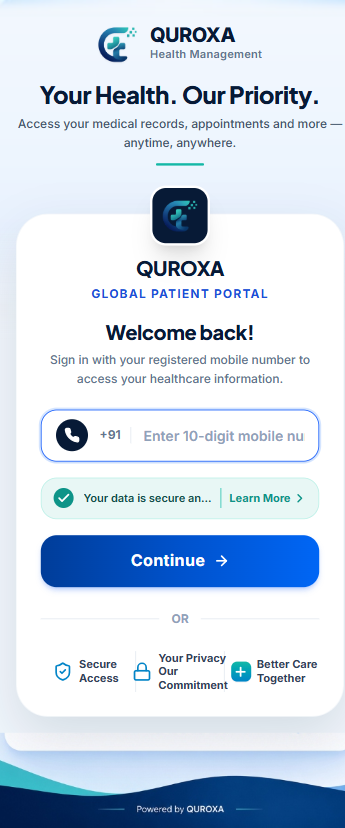 QUROXA
Health Management
Your Health. Our Priority.
Access your medical records, appointments and more —
anytime, anywhere.
QUROXA
GLOBAL PATIENT PORTAL
Welcome back!
Sign in with your registered mobile number to
access your healthcare information.
+91 Enter 10-digit mobile nu
Your data is secure an... Learn More >
Continue →
OR
Secure
Access
Your Privacy
Our
Commitment
Better Care
Together
Powered by QUROXA